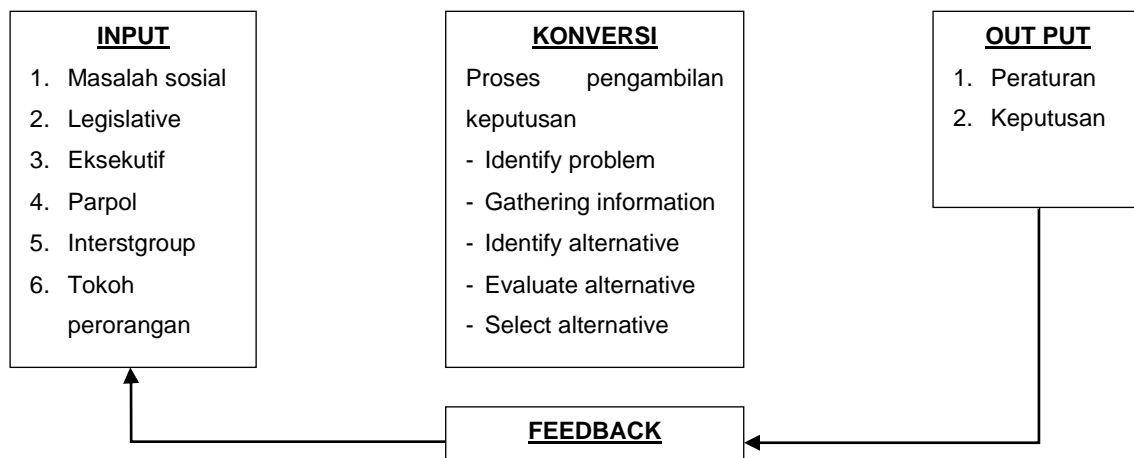 INPUT
1. Masalah sosial
2. Legislative
3. Eksekutif
4. Parpol
5. Interstgroup
6. Tokoh
perorangan
KONVERSI
Proses pengambilan
keputusan
- Identify problem
- Gathering information
- Identify alternative
- Evaluate alternative
- Select alternative
OUT PUT
1. Peraturan
2. Keputusan
FEEDBACK